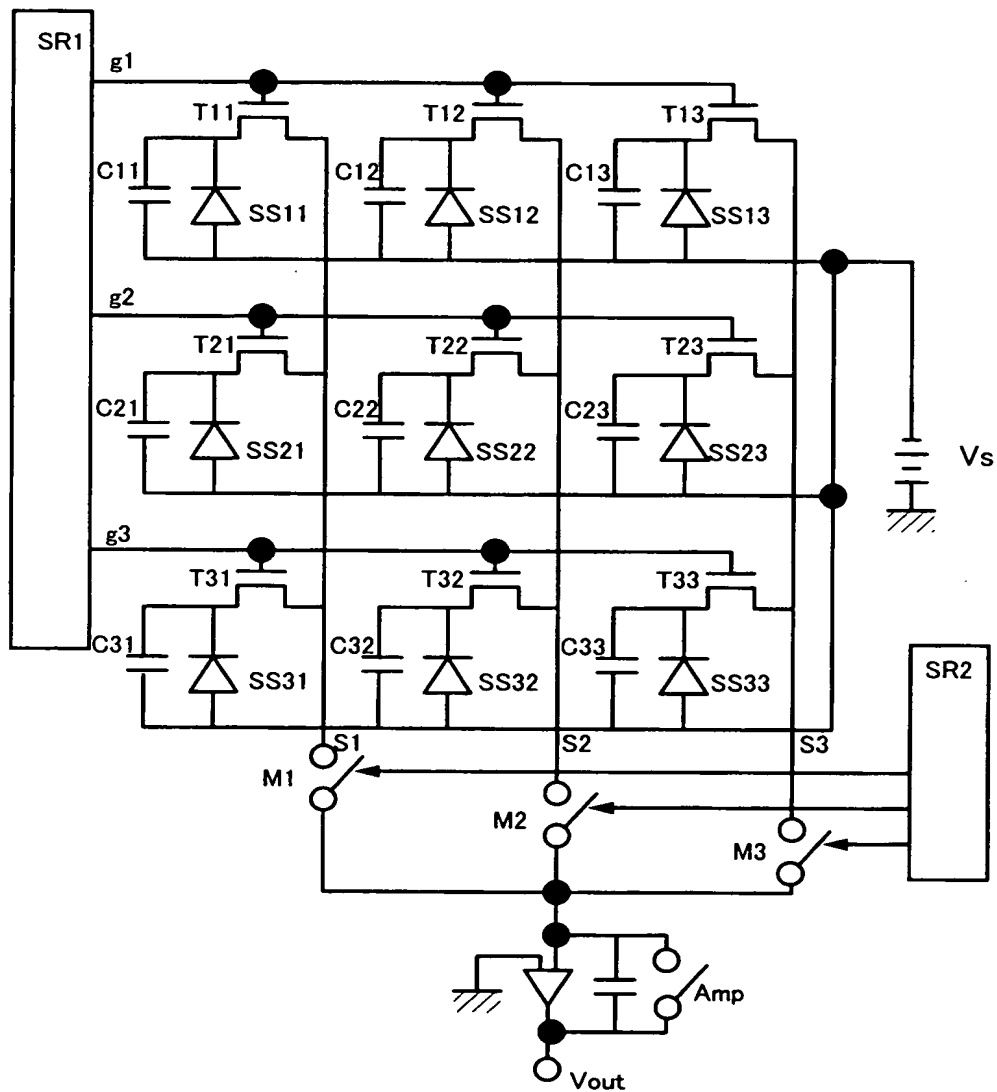 SR1
g1
T11
T12
T13
C11
C12
C13
SS11
SS12
SS13
g2
T21
T22
T23
C21
C22
C23
SS21
SS22
SS23
Vs
g3
T31
T32
T33
C31
C32
C33
SS31
SS32
SS33
SR2
S1
S2
S3
M1
M2
M3
Amp
Vout